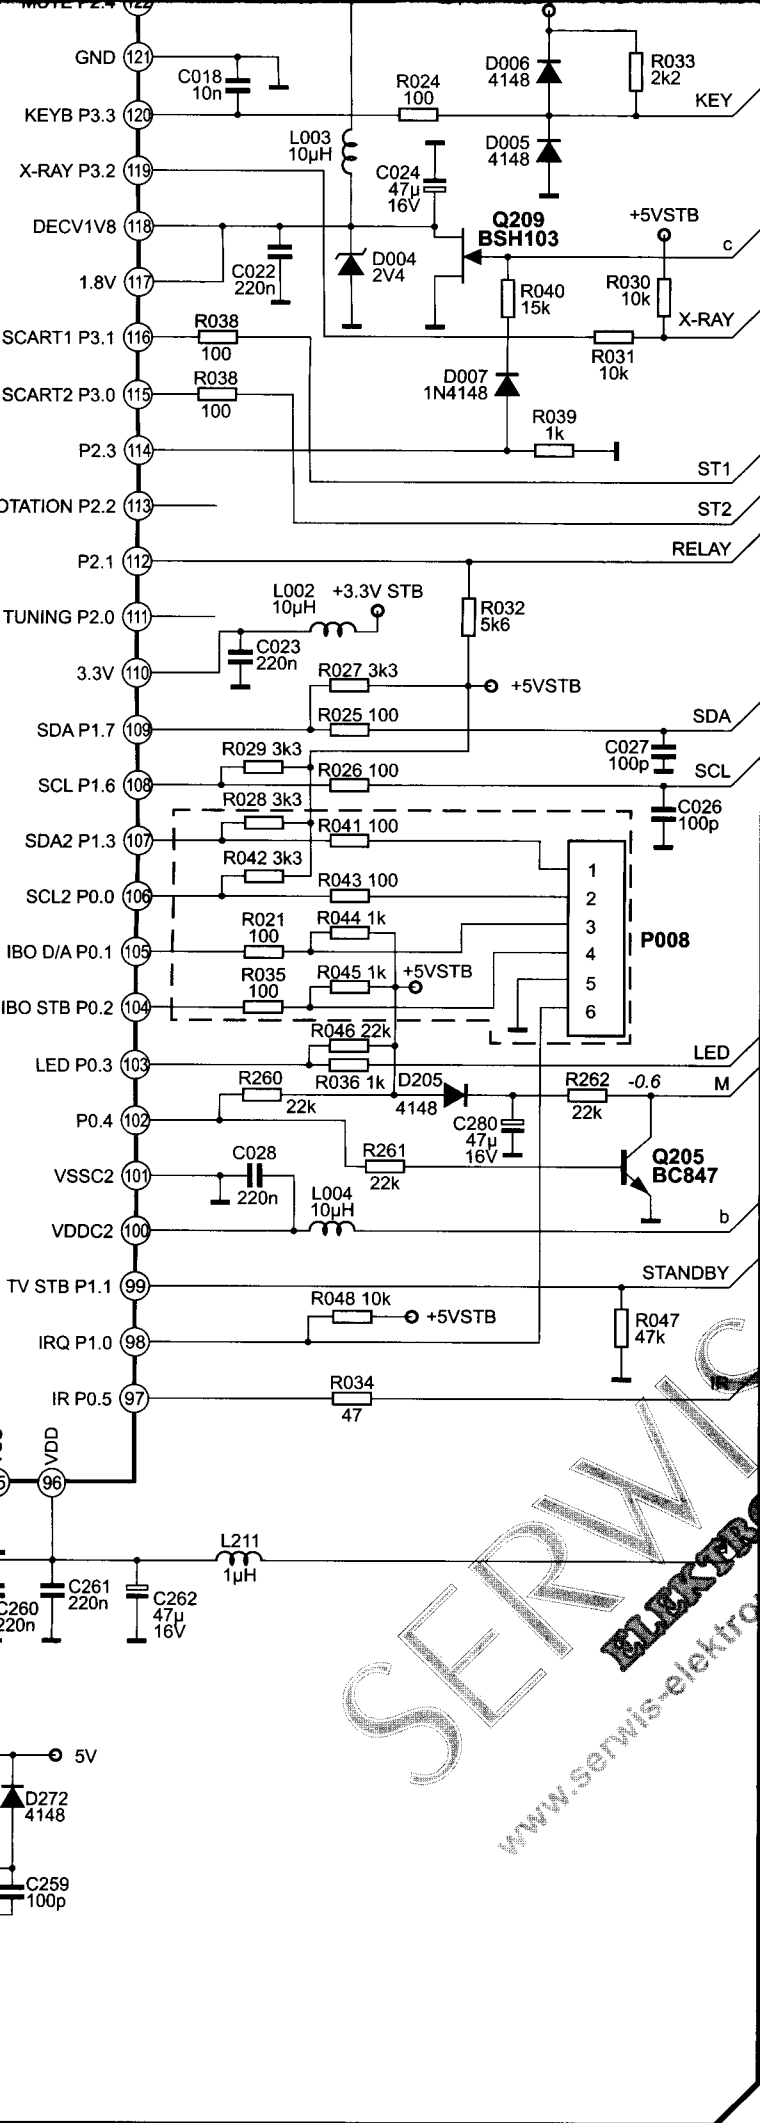 MUTE P2.4 122
GND 121
C018
10n
D006
4148
R033
2k2
R024
100
KEYB P3.3 120
KEY
L003
10µH
D005
4148
X-RAY P3.2 119
C024
47µ
16V
Q209
BSH103
+5VSTB
DECV1V8 118
c
C022
220n
D004
2V4
1.8V 117
R040
15k
R030
10k
X-RAY
SCART1 P3.1 116
R038
100
R031
10k
SCART2 P3.0 115
R038
100
D007
1N4148
R039
1k
P2.3 114
ST1
OTATION P2.2 113
ST2
P2.1 112
RELAY
L002
10µH
+3.3V STB
R032
5k6
TUNING P2.0 111
C023
220n
3.3V 110
R027 3k3
+5VSTB
SDA P1.7 109
R025 100
SDA
R029 3k3
C027
100p
SCL P1.6 108
R026 100
SCL
R028 3k3
C026
100p
SDA2 P1.3 107
R041 100
R042 3k3
1
SCL2 P0.0 106
R043 100
2
R021
100
R044 1k
3
P008
IBO D/A P0.1 105
4
R035
100
R045 1k
+5VSTB
5
IBO STB P0.2 104
6
R046 22k
LED P0.3 103
R036 1k
LED
R260
22k
D205
4148
R262
22k
-0.6
M
P0.4 102
C280
47µ
16V
R261
22k
Q205
BC847
VSSC2 101
C028
220n
L004
10µH
VDDC2 100
b
TV STB P1.1 99
STANDBY
R048 10k
+5VSTB
R047
47k
IRQ P1.0 98
IR P0.5 97
R034
47
IR
VDD
96
L211
1µH
C260
220n
C261
220n
C262
47µ
16V
SERWIS
ELEKTRO
www.serwis-elektro
5V
D272
4148
C259
100p